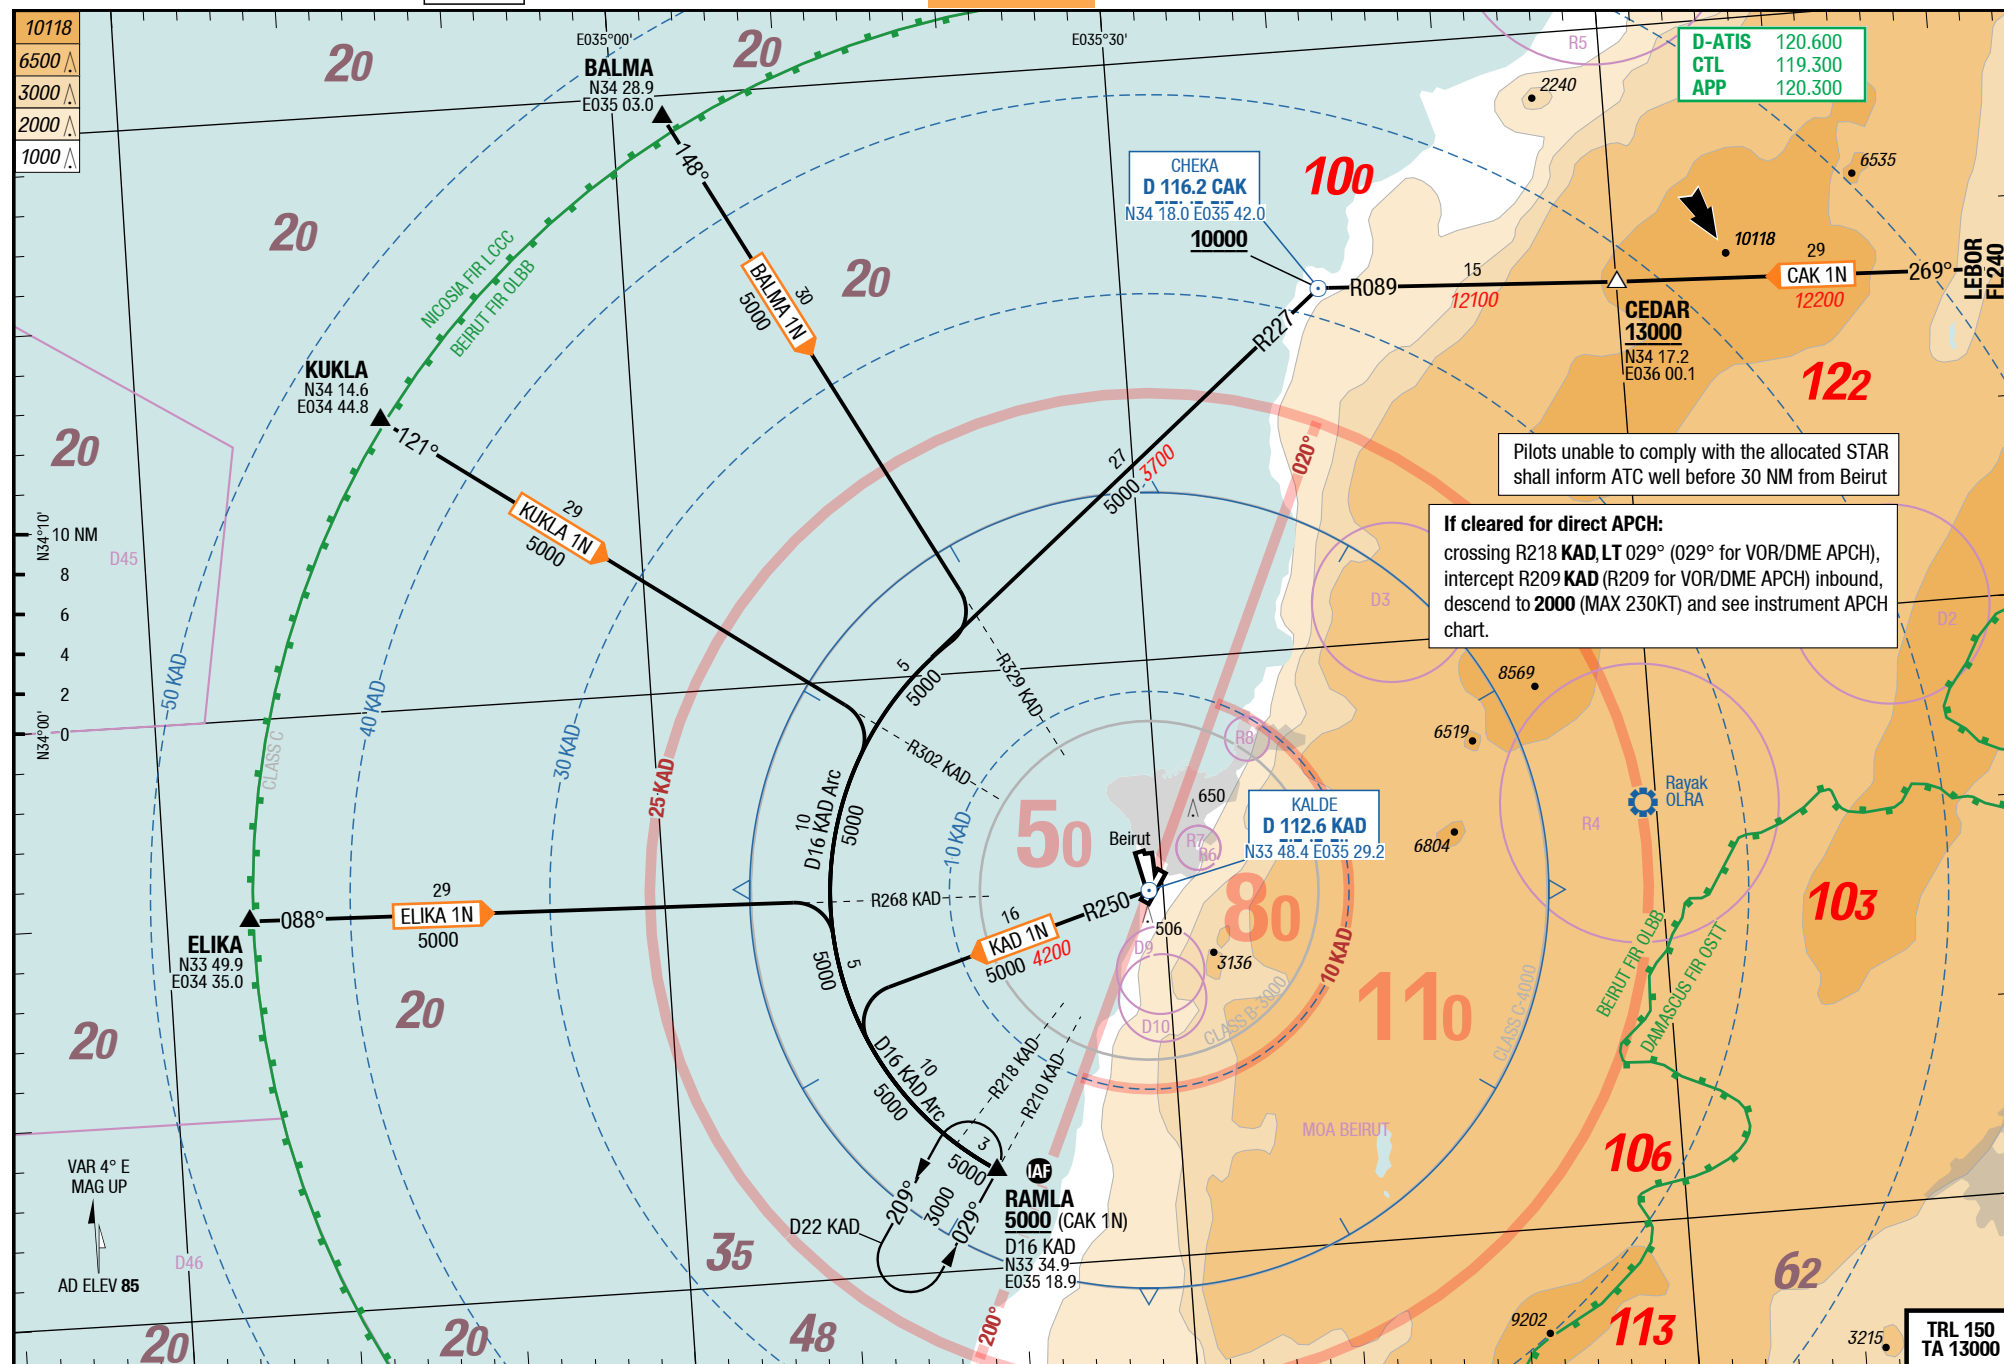 10118
6500
3000
2000
1000
20
20
E035°00'
E035°30'
BALMA
N34 28.9
E035 03.0
R5
2240
D-ATIS 120.600
CTL 119.300
APP 120.300
6535
148°
CHEKA
D 116.2 CAK
N34 18.0 E035 42.0
10000
100
10118
20
NICOSIA FIR LCCC
BEIRUT FIR OLBB
BALMA 1N
30
5000
20
R089
15
12100
29
CAK 1N
12200
269°
LEBOR
FL240
CEDAR
13000
N34 17.2
E036 00.1
R227
122
KUKLA
N34 14.6
E034 44.8
121°
20
27
5000
3700
020°
Pilots unable to comply with the allocated STAR
shall inform ATC well before 30 NM from Beirut
29
KUKLA 1N
5000
If cleared for direct APCH:
crossing R218 KAD, LT 029° (029° for VOR/DME APCH),
intercept R209 KAD (R209 for VOR/DME APCH) inbound,
descend to 2000 (MAX 230KT) and see instrument APCH
chart.
N34°10'
10 NM
8
6
4
2
0
N34°00'
D45
D3
D2
50 KAD
40 KAD
30 KAD
25 KAD
10 KAD
CLASS C
5
5000
R329 KAD
R302 KAD
8569
6519
R8
10
D16 KAD Arc
5000
50
650
Beirut
R7
R6
KALDE
D 112.6 KAD
N33 48.4 E035 29.2
6804
R4
Rayak
OLRA
R268 KAD
29
088°
ELIKA 1N
5000
ELIKA
N33 49.9
E034 35.0
16
KAD 1N
R250
5000 4200
80
506
D9
3136
10 KAD
103
5
5000
20
20
D10
CLASS B-3000
110
CLASS C-4000
BEIRUT FIR OLBB
DAMASCUS FIR OSTT
10
D16 KAD Arc
5000
R218 KAD
R210 KAD
MOA BEIRUT
106
3
5000
IAF
RAMLA
5000 (CAK 1N)
D16 KAD
N33 34.9
E035 18.9
209°
3000
029°
D22 KAD
VAR 4° E
MAG UP
AD ELEV 85
D46
35
62
20
20
48
200°
9202
113
3215
TRL 150
TA 13000